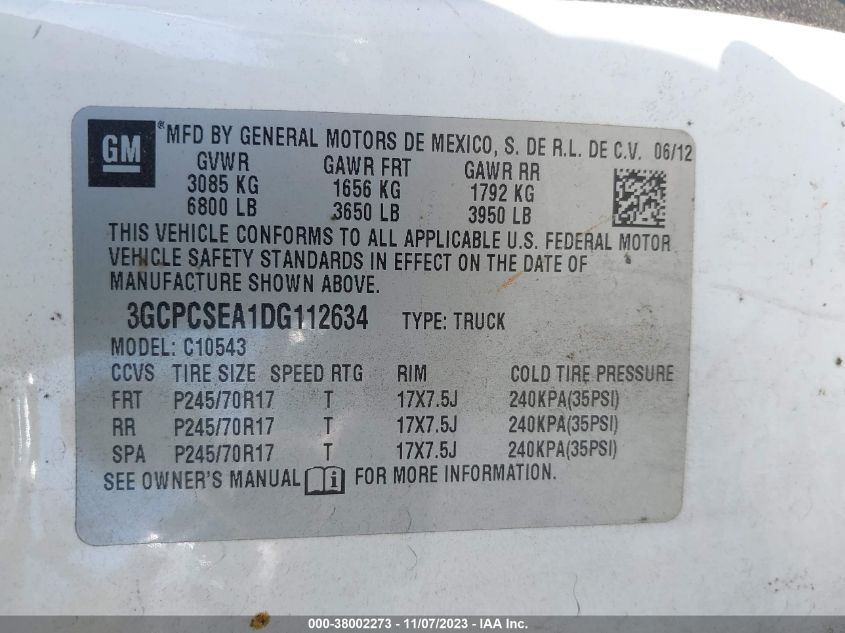 GM ® MFD BY GENERAL MOTORS DE MEXICO, S. DE R.L. DE C.V. 06/12
GVWR GAWR FRT GAWR RR
3085 KG 1656 KG 1792 KG
6800 LB 3650 LB 3950 LB
THIS VEHICLE CONFORMS TO ALL APPLICABLE U.S. FEDERAL MOTOR
VEHICLE SAFETY STANDARDS IN EFFECT ON THE DATE OF
MANUFACTURE SHOWN ABOVE.
3GCPCSEA1DG112634 TYPE: TRUCK
MODEL: C10543
CCVS TIRE SIZE SPEED RTG RIM COLD TIRE PRESSURE
FRT P245/70R17 T 17X7.5J 240KPA(35PSI)
RR P245/70R17 T 17X7.5J 240KPA(35PSI)
SPA P245/70R17 T 17X7.5J 240KPA(35PSI)
SEE OWNER'S MANUAL i FOR MORE INFORMATION.
000-38002273 - 11/07/2023 - IAA Inc.